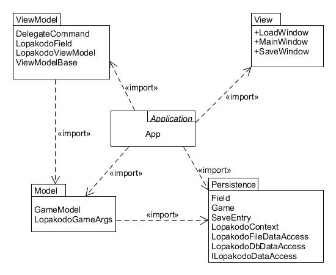 ViewModel
DelegateCommand
LopakodoField
LopakodoViewModel
ViewModelBase
View
+LoadWindow
+MainWindow
+SaveWindow
«import»
«import»
«import»
Application
App
«import»
«import»
Model
GameModel
LopakodoGameArgs
«import»
Persistence
Field
Game
SaveEntry
LopakodoContext
LopakodoFileDataAccess
LopakodoDbDataAccess
ILopakodoDataAccess